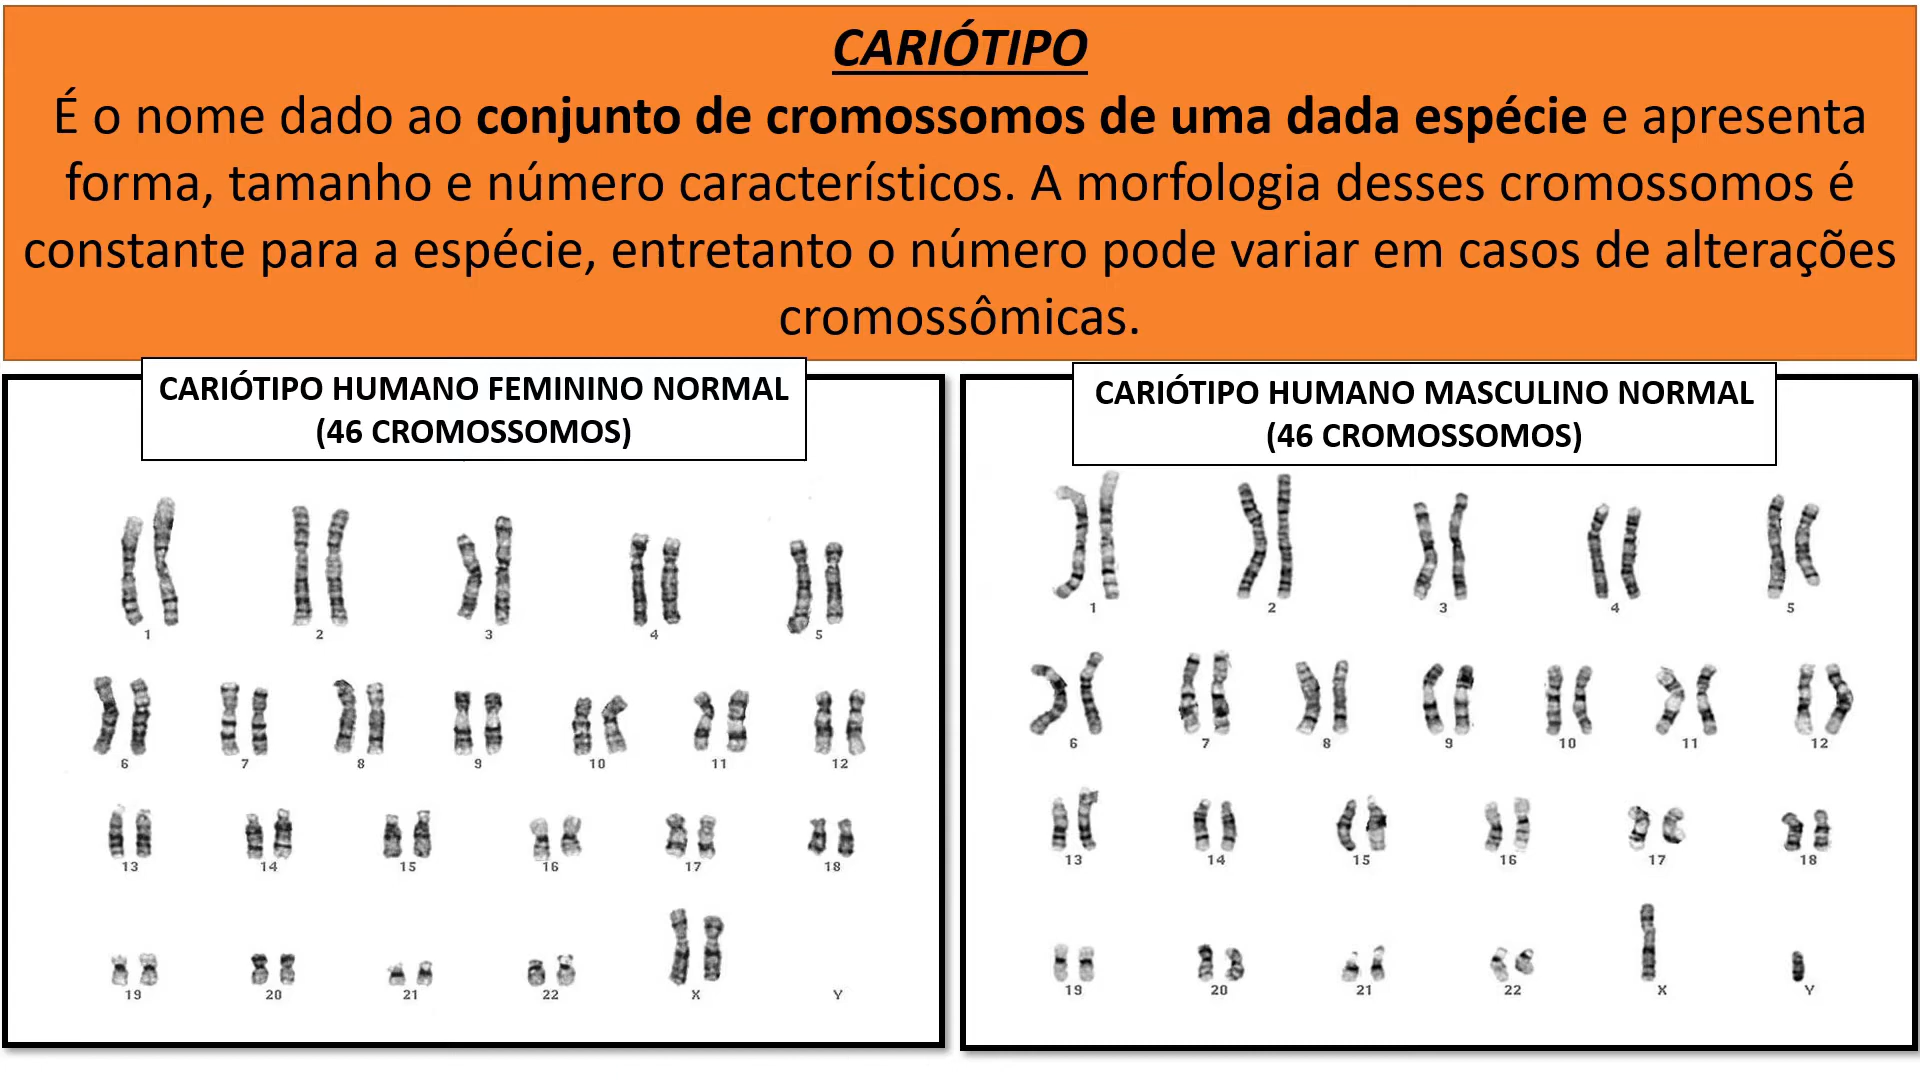 CARIÓTIPO
É o nome dado ao conjunto de cromossomos de uma dada espécie e apresenta
forma, tamanho e número característicos. A morfologia desses cromossomos é
constante para a espécie, entretanto o número pode variar em casos de alterações
cromossômicas.
CARIÓTIPO HUMANO FEMININO NORMAL
(46 CROMOSSOMOS)
1 2 3 4 5
6 7 8 9 10 11 12
13 14 15 16 17 18
19 20 21 22 X Y
CARIÓTIPO HUMANO MASCULINO NORMAL
(46 CROMOSSOMOS)
1 2 3 4 5
6 7 8 9 10 11 12
13 14 15 16 17 18
19 20 21 22 X Y